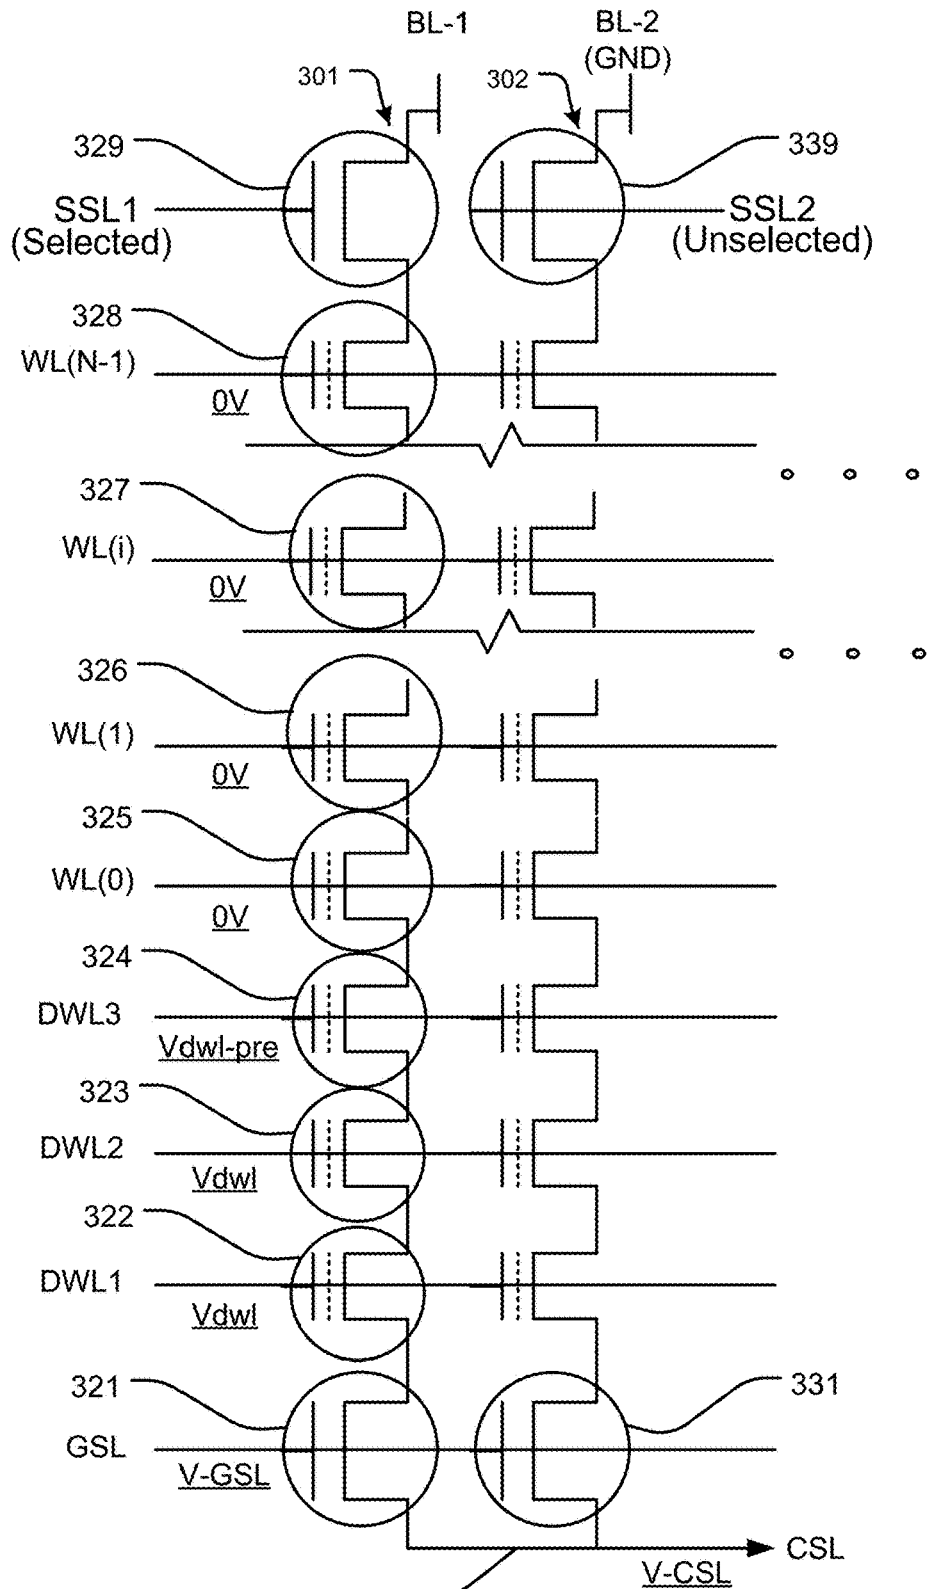 BL-1
BL-2
(GND)
301
302
329
339
SSL1
(Selected)
SSL2
(Unselected)
328
WL(N-1)
0V
327
WL(i)
0V
326
WL(1)
0V
325
WL(0)
0V
324
DWL3
Vdwl-pre
323
DWL2
Vdwl
322
DWL1
Vdwl
321
331
GSL
V-GSL
CSL
V-CSL